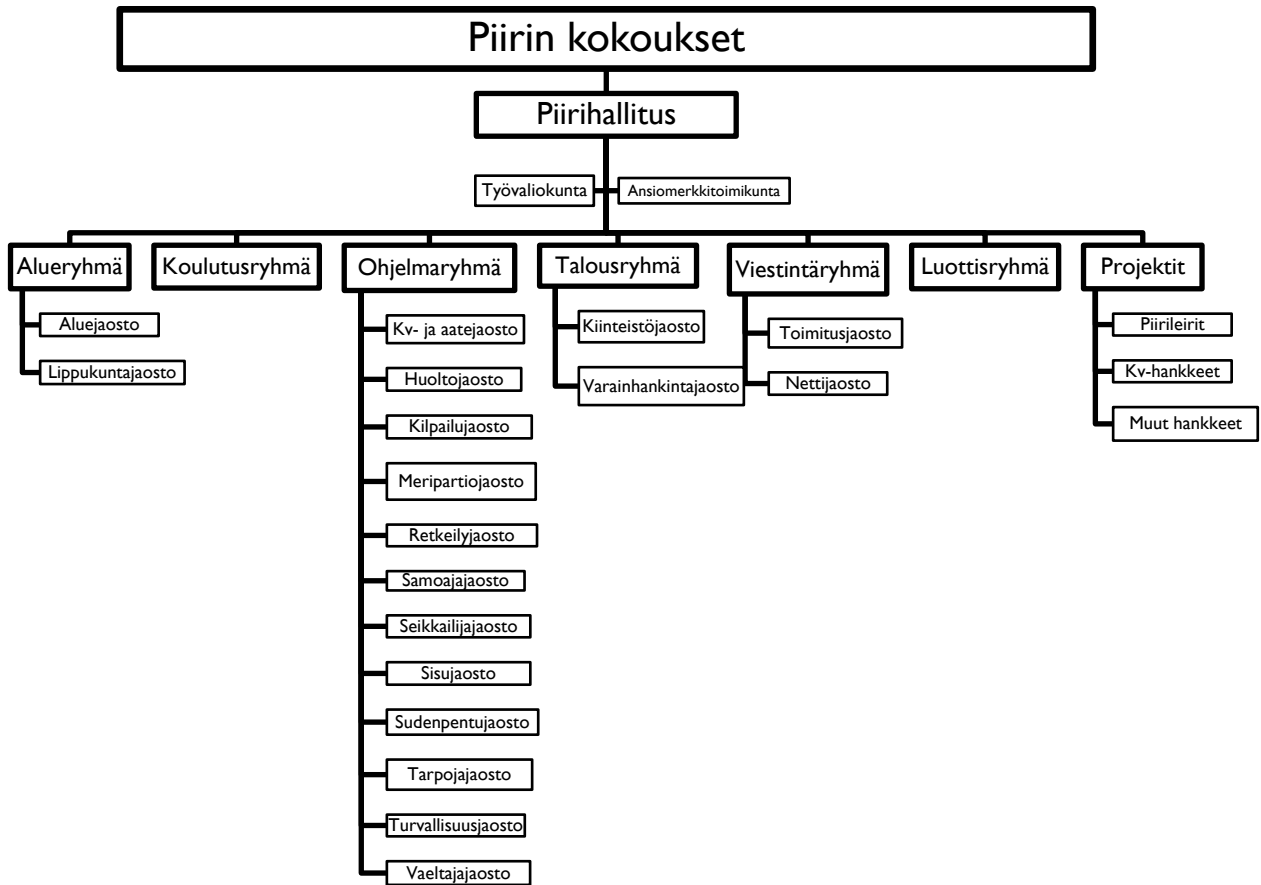 Piirin kokoukset
Piirihallitus
Työvaliokunta
Ansiomerkkitoimikunta
Alueryhmä
Koulutusryhmä
Ohjelmaryhmä
Talousryhmä
Viestintäryhmä
Luottisryhmä
Projektit
Aluejaosto
Lippukuntajaosto
Kv- ja aatejaosto
Huoltojaosto
Kilpailujaosto
Meripartiojaosto
Retkeilyjaosto
Samoajajaosto
Seikkailijajaosto
Sisujaosto
Sudenpentujaosto
Tarpojajaosto
Turvallisuusjaosto
Vaeltajajaosto
Kiinteistöjaosto
Varainhankintajaosto
Toimitusjaosto
Nettijaosto
Piirileirit
Kv-hankkeet
Muut hankkeet